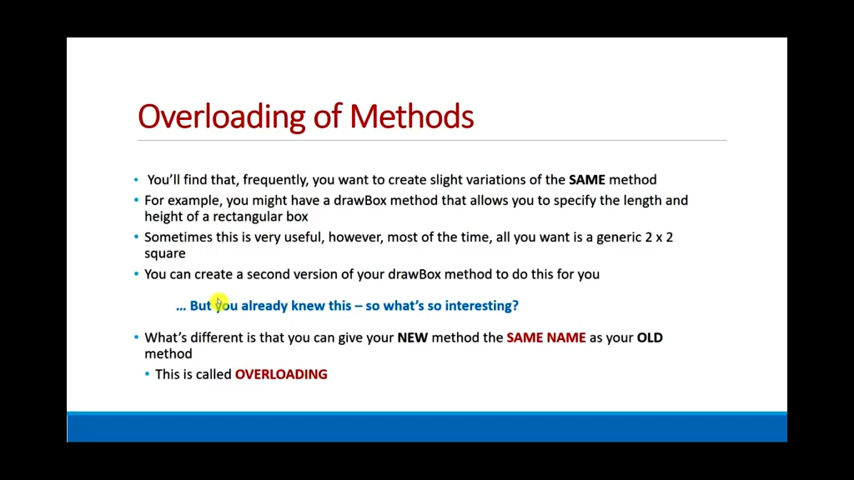 Overloading of Methods
• You'll find that, frequently, you want to create slight variations of the SAME method
• For example, you might have a drawBox method that allows you to specify the length and
height of a rectangular box
• Sometimes this is very useful, however, most of the time, all you want is a generic 2 x 2
square
• You can create a second version of your drawBox method to do this for you
... But you already knew this – so what's so interesting?
• What's different is that you can give your NEW method the SAME NAME as your OLD
method
• This is called OVERLOADING